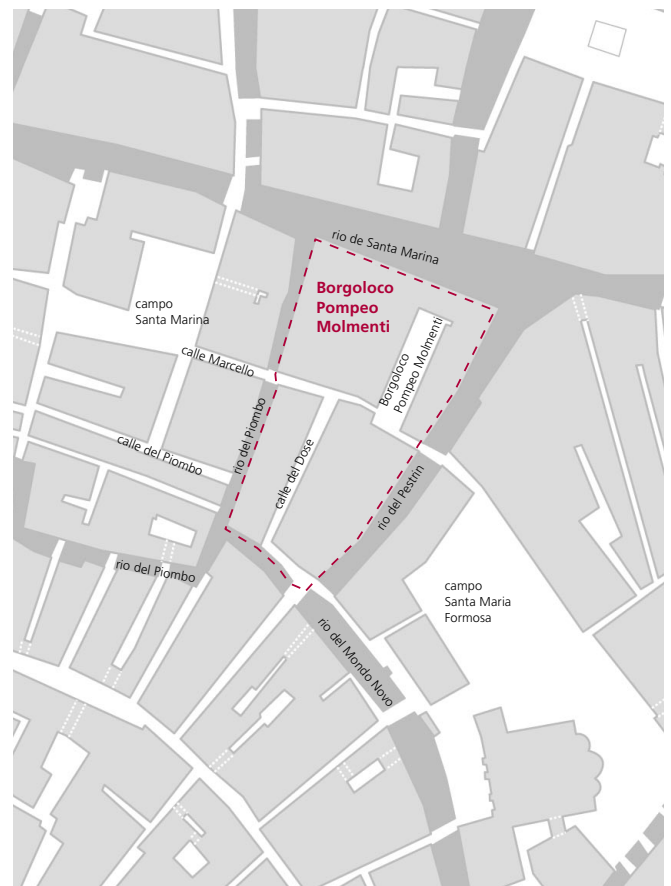 rio de Santa Marina
Borgoloco
Pompeo
Molmenti
campo
Santa Marina
calle Marcello
Borgoloco
Pompeo Molmenti
rio del Piombo
calle del Piombo
calle del Dose
rio del Pestrin
rio del Piombo
campo
Santa Maria
Formosa
rio del Mondo Novo